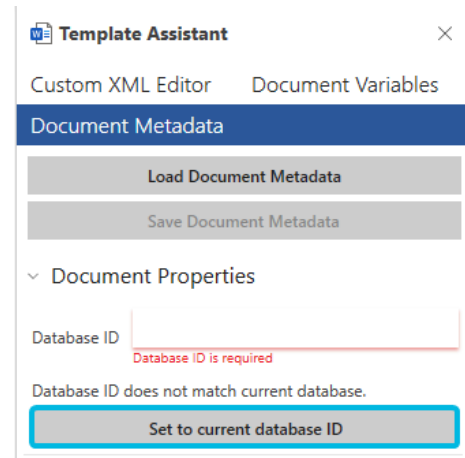 Template Assistant
Custom XML Editor Document Variables
Document Metadata
Load Document Metadata
Save Document Metadata
Document Properties
Database ID
Database ID is required
Database ID does not match current database.
Set to current database ID